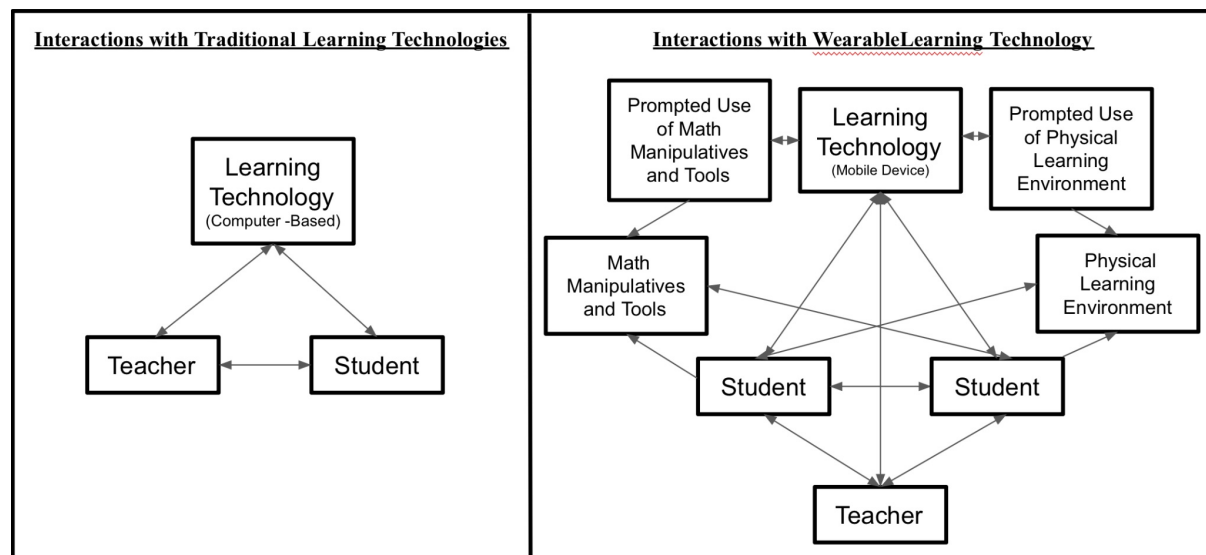 Interactions with Traditional Learning Technologies
Learning
Technology
(Computer -Based)
Teacher
Student
Interactions with WearableLearning Technology
Prompted Use
of Math
Manipulatives
and Tools
Learning
Technology
(Mobile Device)
Prompted Use
of Physical
Learning
Environment
Math
Manipulatives
and Tools
Physical
Learning
Environment
Student
Student
Teacher